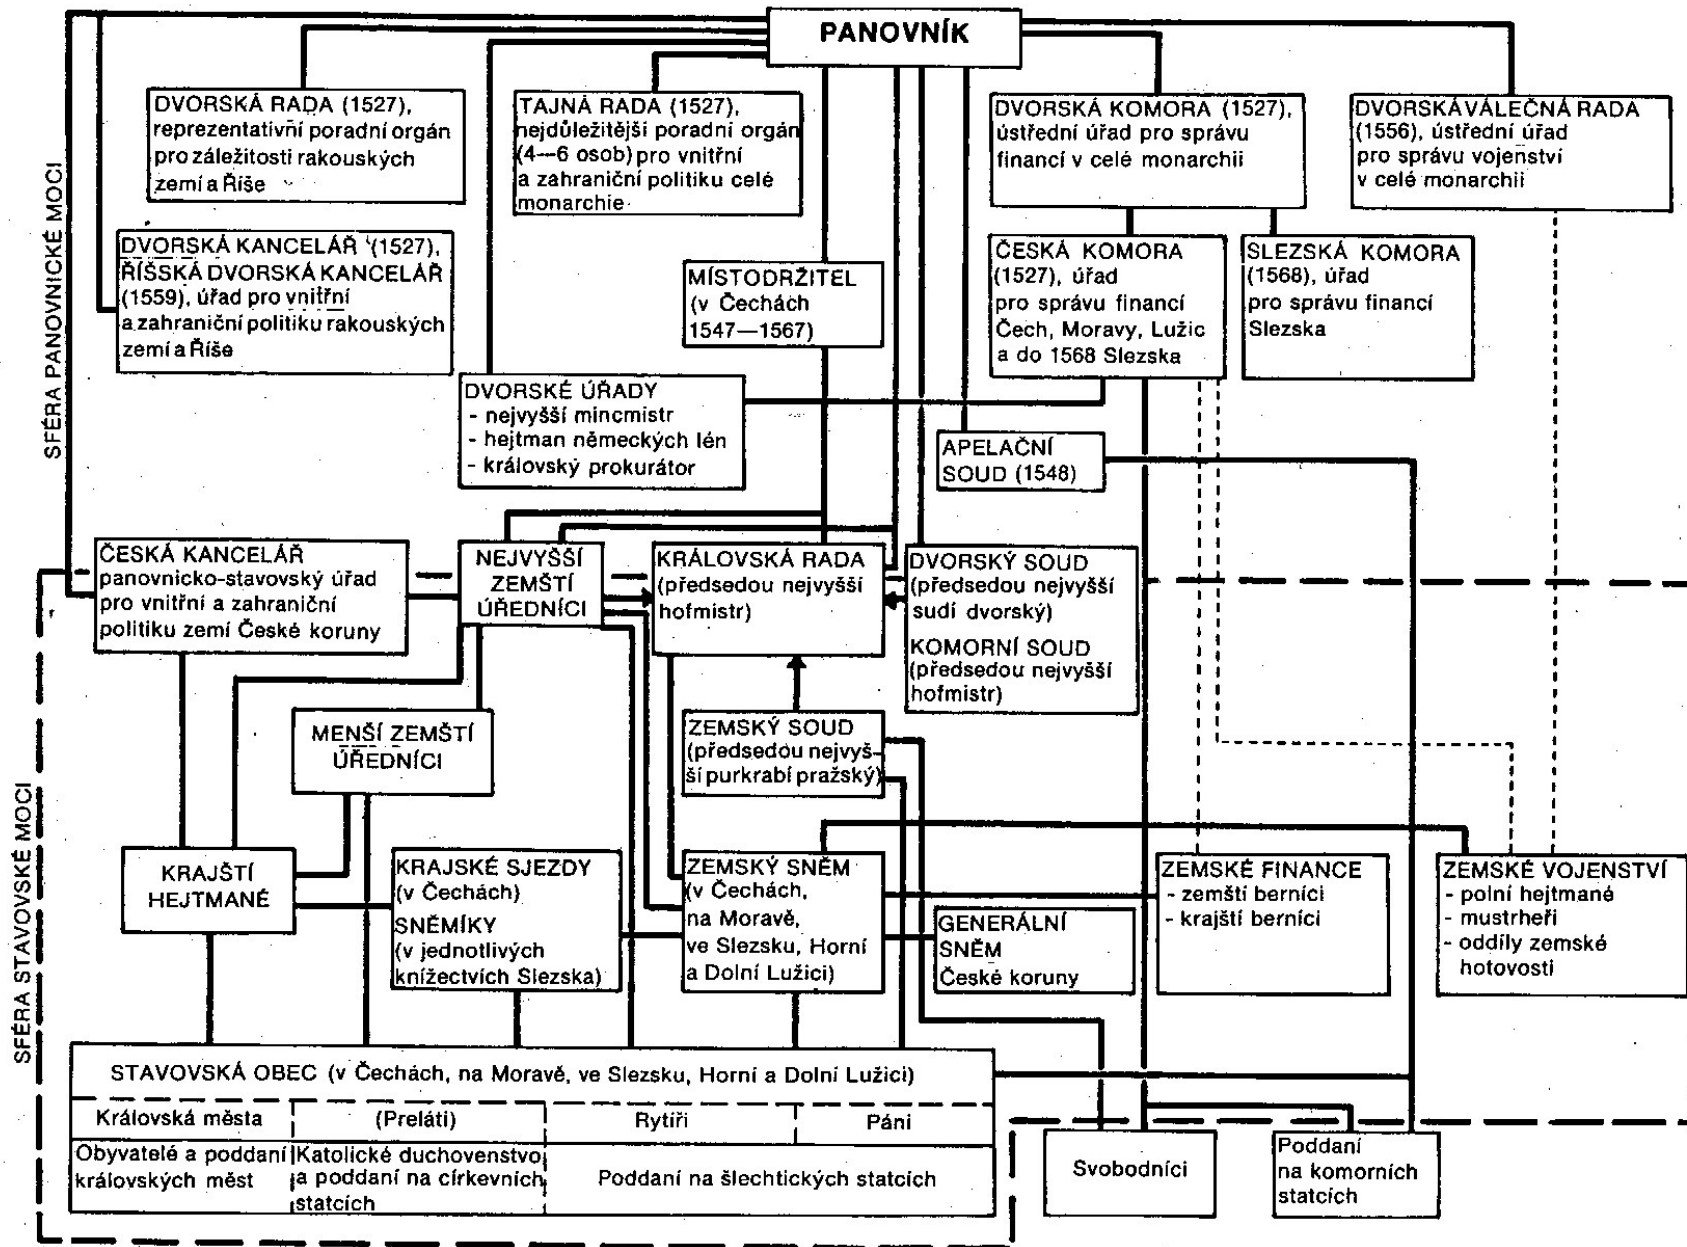 PANOVNÍK
DVORSKÁ RADA (1527),
reprezentativní poradní orgán
pro záležitosti rakouských
zemí a Říše
TAJNÁ RADA (1527),
nejdůležitější poradní orgán
(4—6 osob) pro vnitřní
a zahraniční politiku celé
monarchie
DVORSKÁ KOMORA (1527),
ústřední úřad pro správu
financí v celé monarchii
DVORSKÁ VÁLEČNÁ RADA
(1556), ústřední úřad
pro správu vojenství
v celé monarchii
SFÉRA PANOVNICKÉ MOCI
DVORSKÁ KANCELÁŘ (1527),
ŘÍŠSKÁ DVORSKÁ KANCELÁŘ
(1559), úřad pro vnitřní
a zahraniční politiku rakouských
zemí a Říše
MÍSTODRŽITEL
(v Čechách
1547—1567)
ČESKÁ KOMORA
(1527), úřad
pro správu financí
Čech, Moravy, Lužic
a do 1568 Slezska
SLEZSKÁ KOMORA
(1568), úřad
pro správu financí
Slezska
DVORSKÉ ÚŘADY
- nejvyšší mincmistr
- hejtman německých lén
- královský prokurátor
APELAČNÍ
SOUD (1548)
ČESKÁ KANCELÁŘ
panovnicko-stavovský úřad
pro vnitřní a zahraniční
politiku zemí České koruny
NEJVYŠŠÍ
ZEMŠTÍ
ÚŘEDNÍCI
KRÁLOVSKÁ RADA
(předsedou nejvyšší
hofmistr)
DVORSKÝ SOUD
(předsedou nejvyšší
sudí dvorský)
KOMORNÍ SOUD
(předsedou nejvyšší
hofmistr)
SFÉRA STAVOVSKÉ MOCI
MENŠÍ ZEMŠTÍ
ÚŘEDNÍCI
ZEMSKÝ SOUD
(předsedou nejvyš-
ší purkrabí pražský)
KRAJŠTÍ
HEJTMANÉ
KRAJSKÉ SJEZDY
(v Čechách)
SNĚMÍKY
(v jednotlivých
knížectvích Slezska)
ZEMSKÝ SNĚM
(v Čechách,
na Moravě,
ve Slezsku, Horní
a Dolní Lužici)
GENERÁLNÍ
SNĚM
České koruny
ZEMSKÉ FINANCE
- zemští berníci
- krajští berníci
ZEMSKÉ VOJENSTVÍ
- polní hejtmané
- mustrheři
- oddíly zemské
hotovosti
STAVOVSKÁ OBEC (v Čechách, na Moravě, ve Slezsku, Horní a Dolní Lužici)
Královská města
(Preláti)
Rytíři
Páni
Obyvatelé a poddaní
královských měst
Katolické duchovenstvo
a poddaní na církevních
statcích
Poddaní na šlechtických statcích
Svobodníci
Poddaní
na komorních
statcích